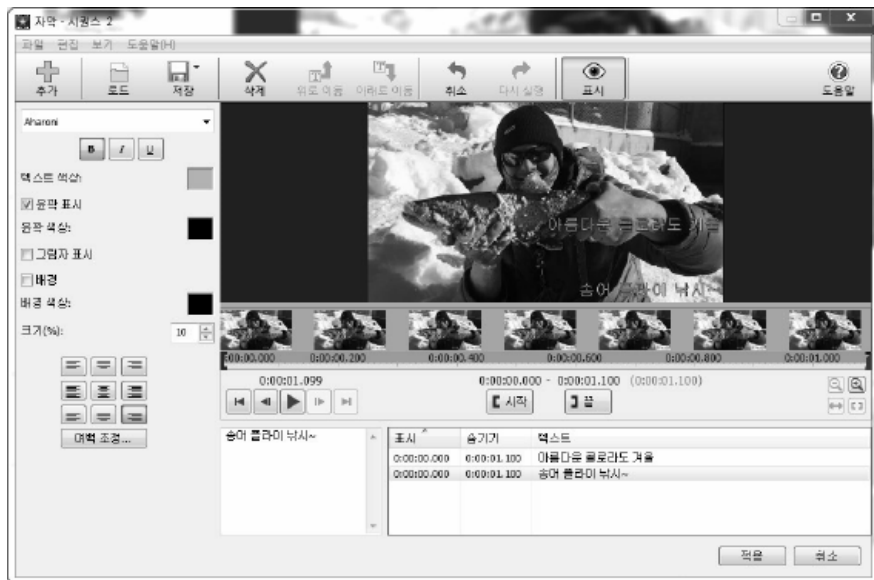 자막 - 시퀀스 2
파일 편집 보기 도움말(H)
추가 로드 저장 삭제 위로 이동 아래로 이동 취소 다시 실행 표시 도움말
Aharoni
B I U
텍스트 색상:
윤곽 표시
윤곽 색상:
그림자 표시
배경
배경 색상:
크기(%): 10
여백 조정...
아름다운 콜로라도 겨울
송어 플라이 낚시~
0:00:00.000 0:00:00.200 0:00:00.400 0:00:00.600 0:00:00.800 0:00:01.000
0:00:01.099 0:00:00.000 - 0:00:01.100 (0:00:01.100)
시작 끝
송어 플라이 낚시~
표시 숨기기 텍스트
0:00:00.000 0:00:01.100 아름다운 콜로라도 겨울
0:00:00.000 0:00:01.100 송어 플라이 낚시~
적용 취소